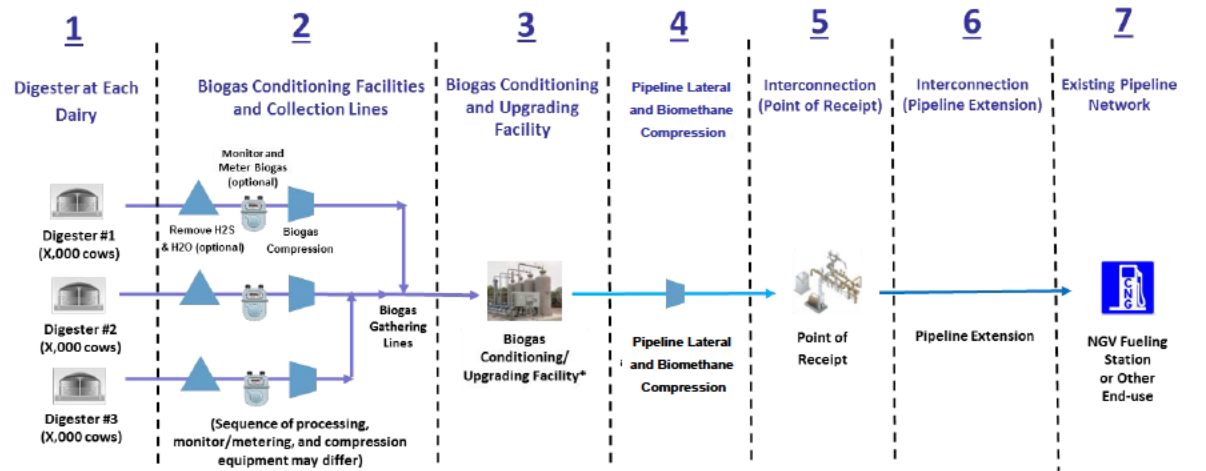 1
2
3
4
5
6
7
Digester at Each
Dairy
Biogas Conditioning Facilities
and Collection Lines
Biogas Conditioning
and Upgrading
Facility
Pipeline Lateral
and Biomethane
Compression
Interconnection
(Point of Receipt)
Interconnection
(Pipeline Extension)
Existing Pipeline
Network
Monitor and
Meter Biogas
(optional)
Remove H2S
& H2O (optional)
Biogas
Compression
Digester #1
(X,000 cows)
Digester #2
(X,000 cows)
Digester #3
(X,000 cows)
Biogas
Gathering
Lines
(Sequence of processing,
monitor/metering, and compression
equipment may differ)
Biogas
Conditioning/
Upgrading Facility*
Pipeline Lateral
and Biomethane
Compression
Point of
Receipt
Pipeline Extension
CNG
NGV Fueling
Station
or Other
End-use